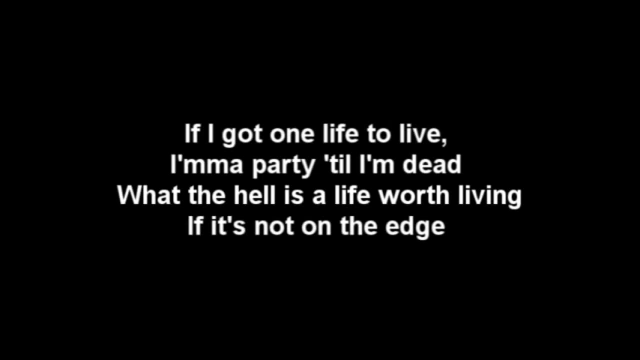 If I got one life to live,
I'mma party 'til I'm dead
What the hell is a life worth living
If it's not on the edge